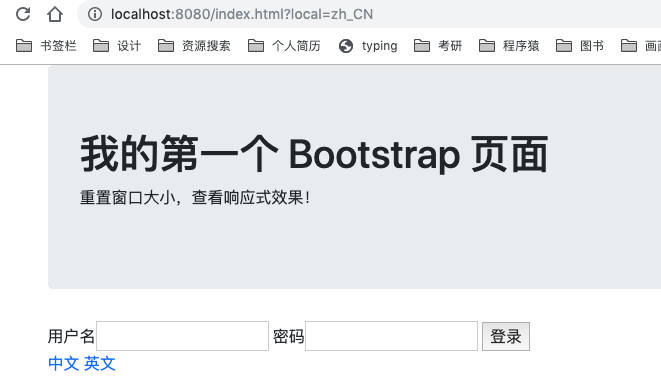 localhost:8080/index.html?local=zh_CN
书签栏 设计 资源搜索 个人简历 typing 考研 程序猿 图书
我的第一个 Bootstrap 页面
重置窗口大小，查看响应式效果！
用户名 密码 登录
中文 英文